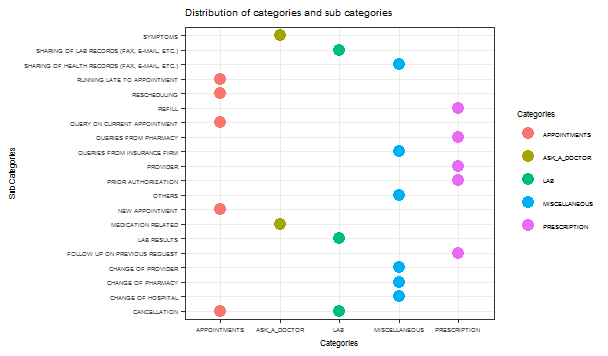 Distribution of categories and sub categories
Sub Categories
SYMPTOMS
SHARING OF LAB RECORDS (FAX, E-MAIL, ETC.)
SHARING OF HEALTH RECORDS (FAX, E-MAIL, ETC.)
RUNNING LATE TO APPOINTMENT
RESCHEDULING
REFILL
QUERY ON CURRENT APPOINTMENT
QUERIES FROM PHARMACY
QUERIES FROM INSURANCE FIRM
PROVIDER
PRIOR AUTHORIZATION
OTHERS
NEW APPOINTMENT
MEDICATION RELATED
LAB RESULTS
FOLLOW UP ON PREVIOUS REQUEST
CHANGE OF PROVIDER
CHANGE OF PHARMACY
CHANGE OF HOSPITAL
CANCELLATION
APPOINTMENTS ASK_A_DOCTOR LAB MISCELLANEOUS PRESCRIPTION
Categories
Categories
APPOINTMENTS
ASK_A_DOCTOR
LAB
MISCELLANEOUS
PRESCRIPTION